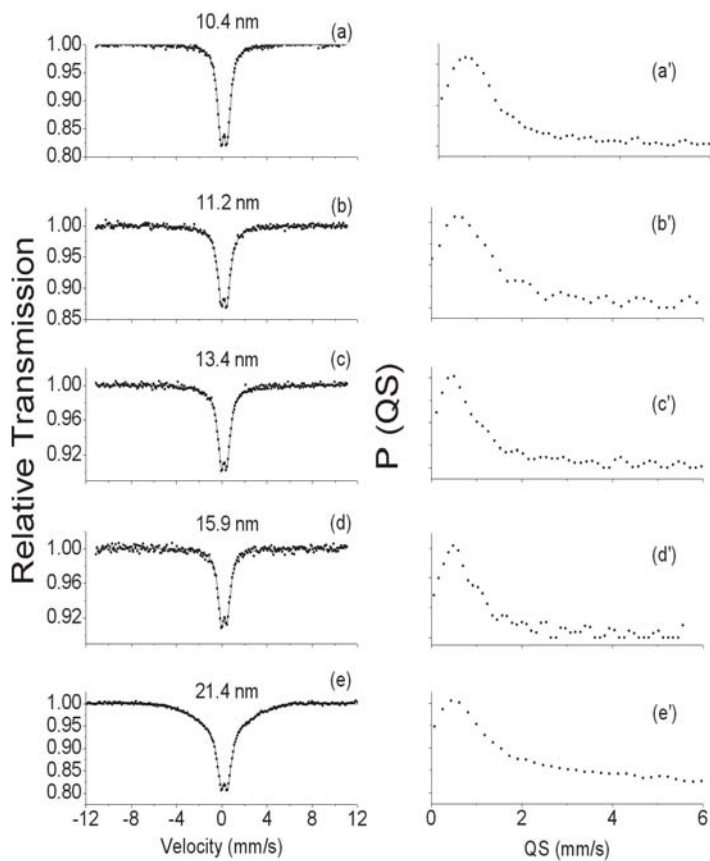 10.4 nm
(a)
1.00
0.95
0.90
0.85
0.80
(a')
11.2 nm
(b)
1.00
0.95
0.90
0.85
(b')
13.4 nm
(c)
1.00
0.96
0.92
(c')
15.9 nm
(d)
1.00
0.96
0.92
(d')
21.4 nm
(e)
1.00
0.95
0.90
0.85
0.80
(e')
Relative Transmission
P (QS)
-12 -8 -4 0 4 8 12
Velocity (mm/s)
0 2 4 6
QS (mm/s)